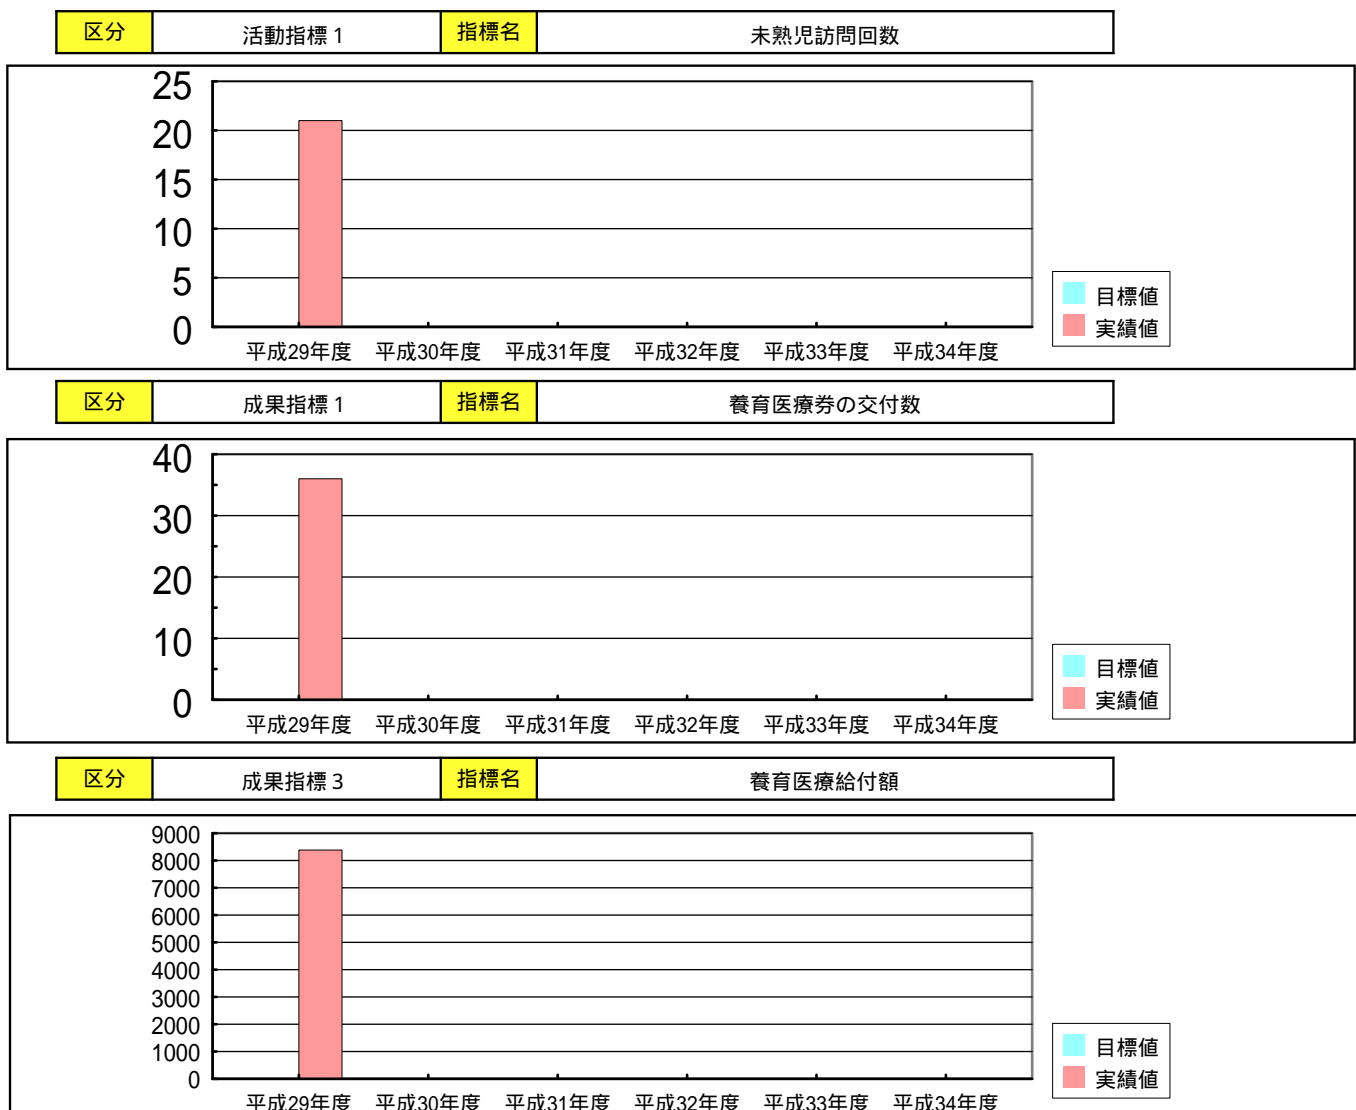 区分 活動指標１ 指標名 未熟児訪問回数
25
20
15
10
5
0
平成29年度 平成30年度 平成31年度 平成32年度 平成33年度 平成34年度
目標値
実績値
区分 成果指標１ 指標名 養育医療券の交付数
40
30
20
10
0
平成29年度 平成30年度 平成31年度 平成32年度 平成33年度 平成34年度
目標値
実績値
区分 成果指標３ 指標名 養育医療給付額
9000
8000
7000
6000
5000
4000
3000
2000
1000
0
平成29年度 平成30年度 平成31年度 平成32年度 平成33年度 平成34年度
目標値
実績値